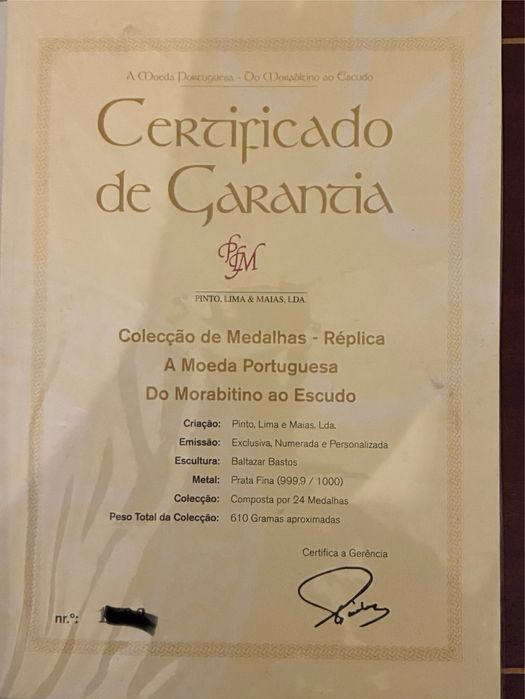 A Moeda Portuguesa - Do Morabitino ao Escudo
Certificado
de Garantia
PLM
PINTO, LIMA & MAIAS, LDA.
Colecção de Medalhas - Réplica
A Moeda Portuguesa
Do Morabitino ao Escudo
Criação: Pinto, Lima e Maias, Lda.
Emissão: Exclusiva, Numerada e Personalizada
Escultura: Baltazar Bastos
Metal: Prata Fina (999.9 / 1000)
Colecção: Composta por 24 Medalhas
Peso Total da Colecção: 610 Gramas aproximadas
Certifica a Gerência
nr.º: